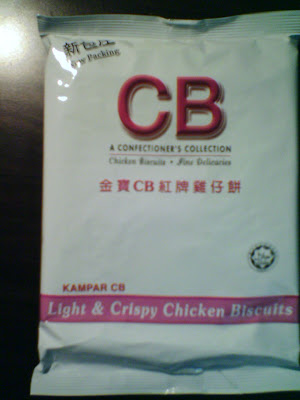 新包
New Packing
CB
A CONFECTIONER'S COLLECTION
Chicken Biscuits • Fine Delicacies
金寶CB紅牌雞仔餅
KAMPAR CB
Light & Crispy Chicken Biscuits